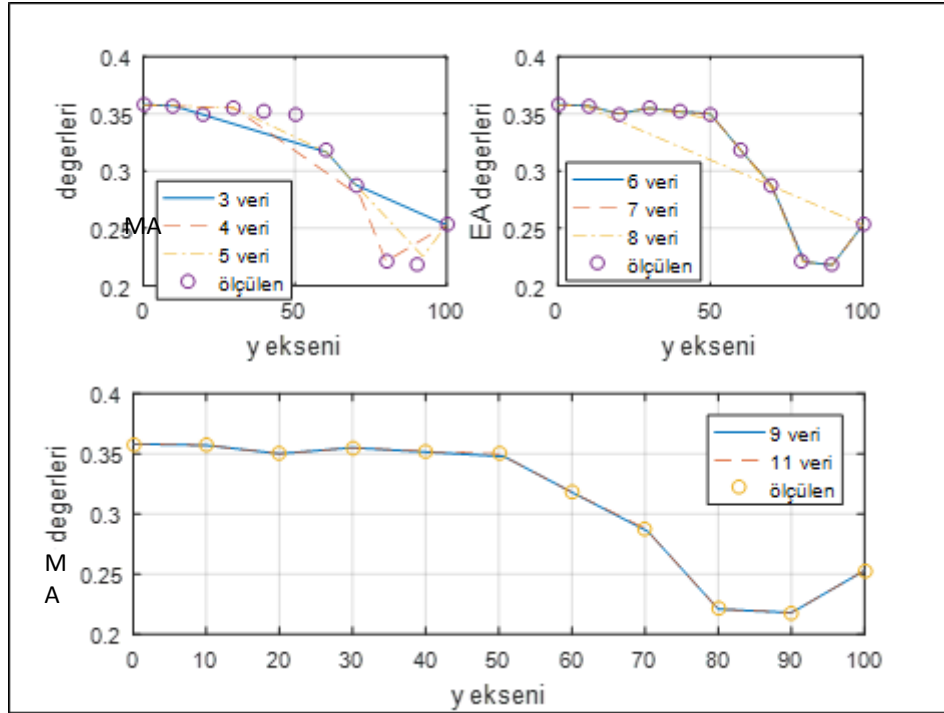 0.4
0.35
0.3
0.25
0.2
degerleri
MA
3 veri
4 veri
5 veri
ölçülen
0
50
100
y ekseni
0.4
0.35
0.3
0.25
0.2
EA degerleri
6 veri
7 veri
8 veri
ölçülen
0
50
100
y ekseni
0.4
0.35
0.3
0.25
0.2
degerleri
M
A
9 veri
11 veri
ölçülen
0 10 20 30 40 50 60 70 80 90 100
y ekseni